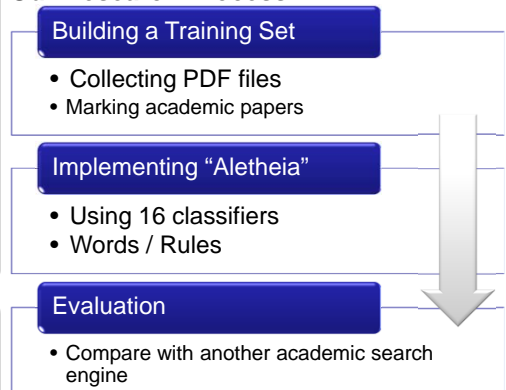 Building a Training Set
• Collecting PDF files
• Marking academic papers
Implementing “Aletheia”
• Using 16 classifiers
• Words / Rules
Evaluation
• Compare with another academic search
engine